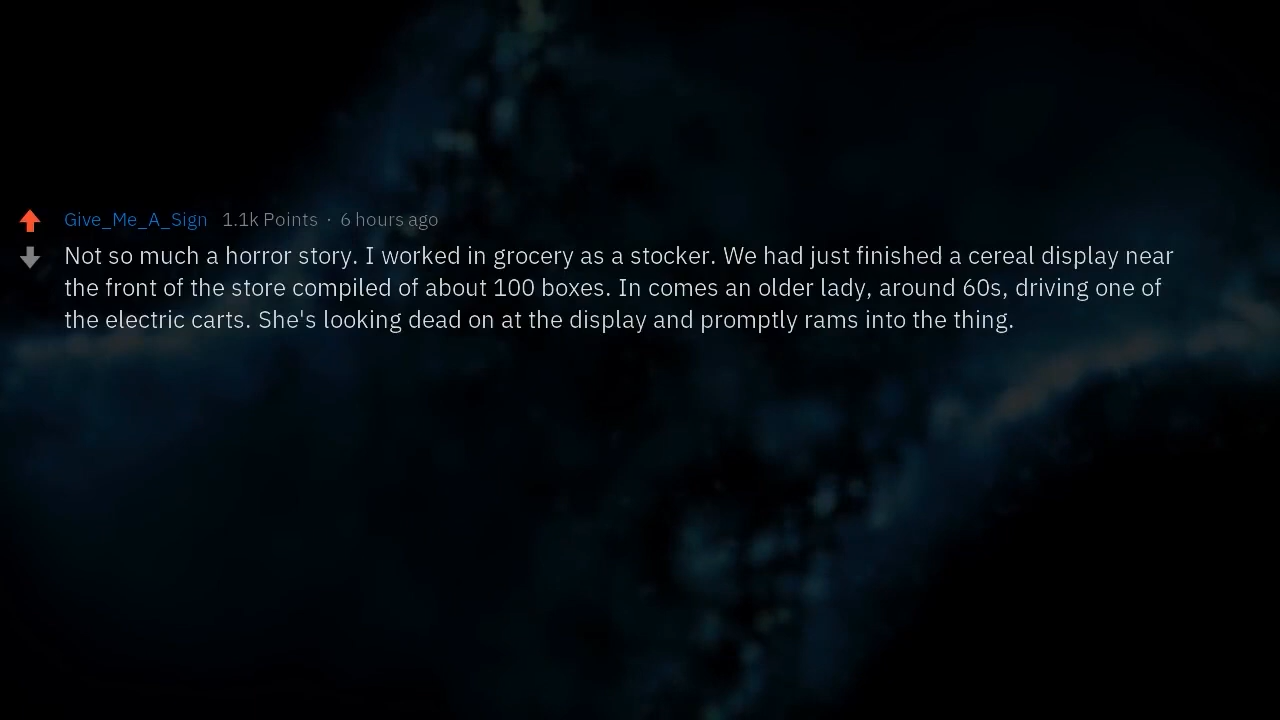 Give_Me_A_Sign 1.1k Points · 6 hours ago
Not so much a horror story. I worked in grocery as a stocker. We had just finished a cereal display near
the front of the store compiled of about 100 boxes. In comes an older lady, around 60s, driving one of
the electric carts. She's looking dead on at the display and promptly rams into the thing.